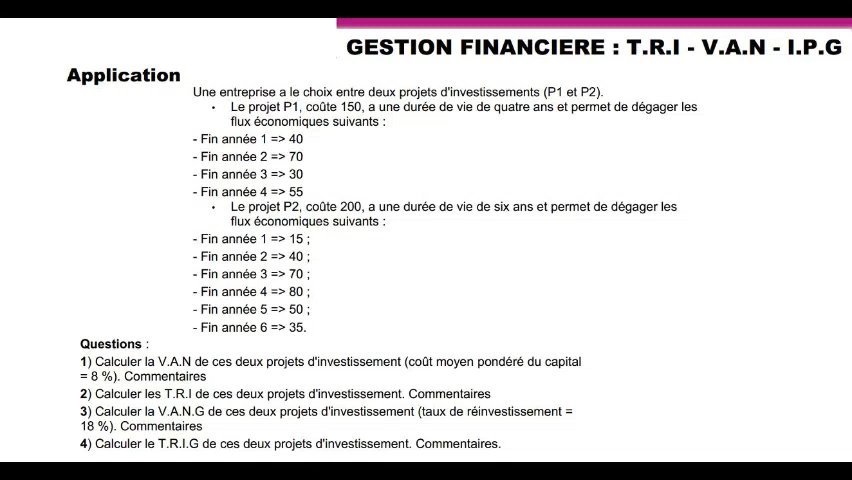 GESTION FINANCIERE : T.R.I - V.A.N - I.P.G
Application
Une entreprise a le choix entre deux projets d'investissements (P1 et P2).
• Le projet P1, coûte 150, a une durée de vie de quatre ans et permet de dégager les
flux économiques suivants :
- Fin année 1 => 40
- Fin année 2 => 70
- Fin année 3 => 30
- Fin année 4 => 55
• Le projet P2, coûte 200, a une durée de vie de six ans et permet de dégager les
flux économiques suivants :
- Fin année 1 => 15 ;
- Fin année 2 => 40 ;
- Fin année 3 => 70 ;
- Fin année 4 => 80 ;
- Fin année 5 => 50 ;
- Fin année 6 => 35.
Questions :
1) Calculer la V.A.N de ces deux projets d'investissement (coût moyen pondéré du capital
= 8 %). Commentaires
2) Calculer les T.R.I de ces deux projets d'investissement. Commentaires
3) Calculer la V.A.N.G de ces deux projets d'investissement (taux de réinvestissement =
18 %). Commentaires
4) Calculer le T.R.I.G de ces deux projets d'investissement. Commentaires.